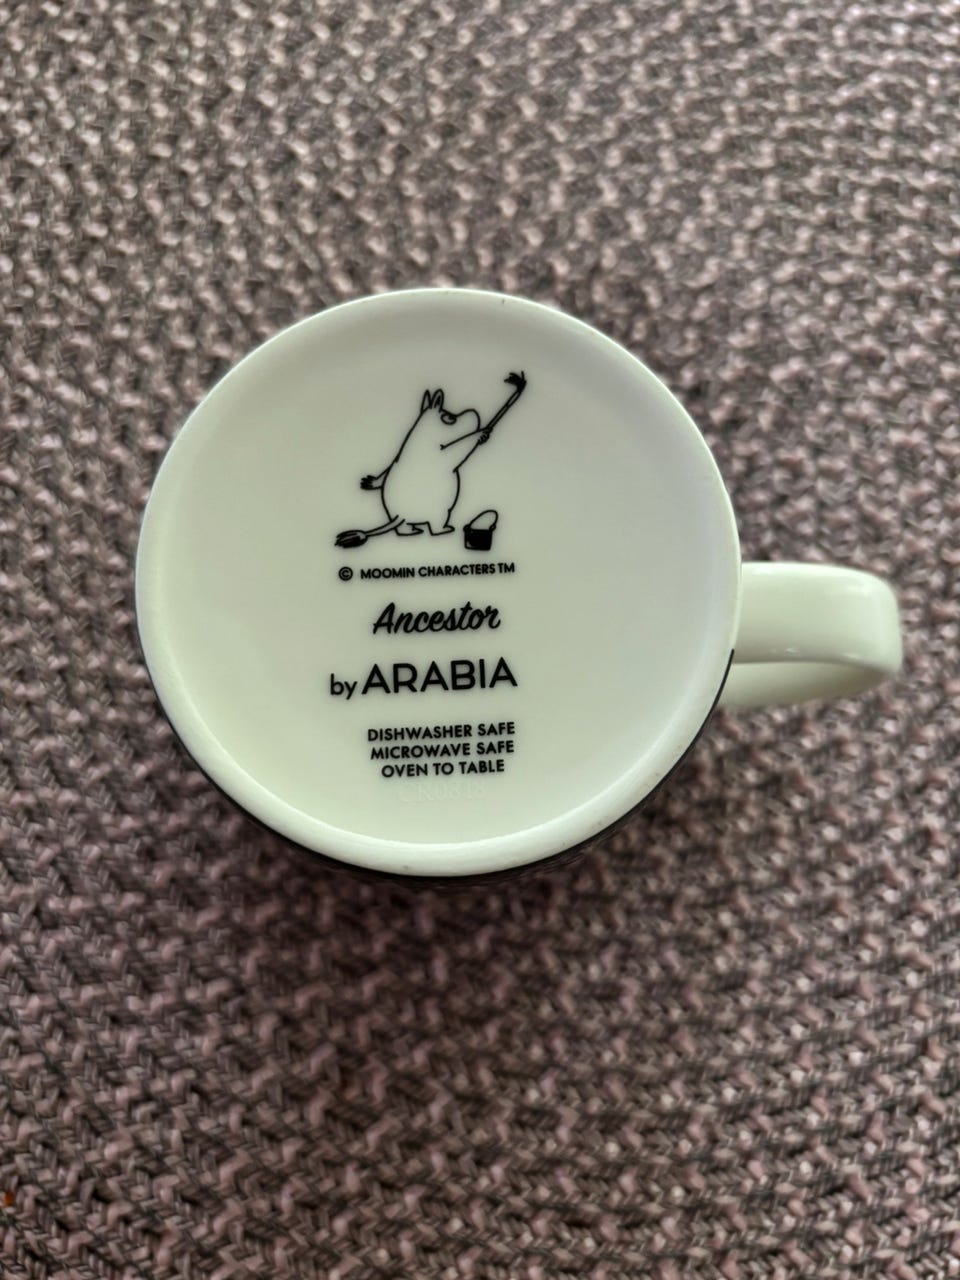 © MOOMIN CHARACTERS TM
Ancestor
by ARABIA
DISHWASHER SAFE
MICROWAVE SAFE
OVEN TO TABLE